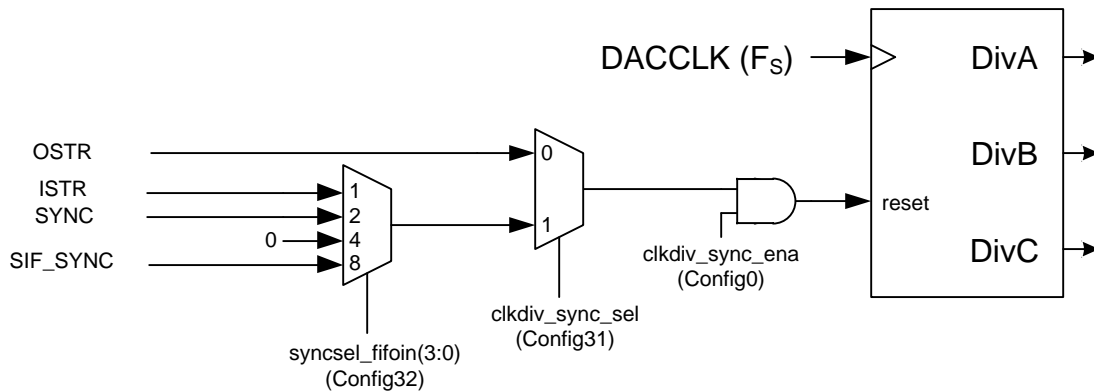 DACCLK (FS)
DivA
OSTR
0
DivB
ISTR
1
SYNC
2
1
reset
0
4
SIF_SYNC
8
clkdiv_sync_ena
(Config0)
DivC
clkdiv_sync_sel
(Config31)
syncsel_fifoin(3:0)
(Config32)